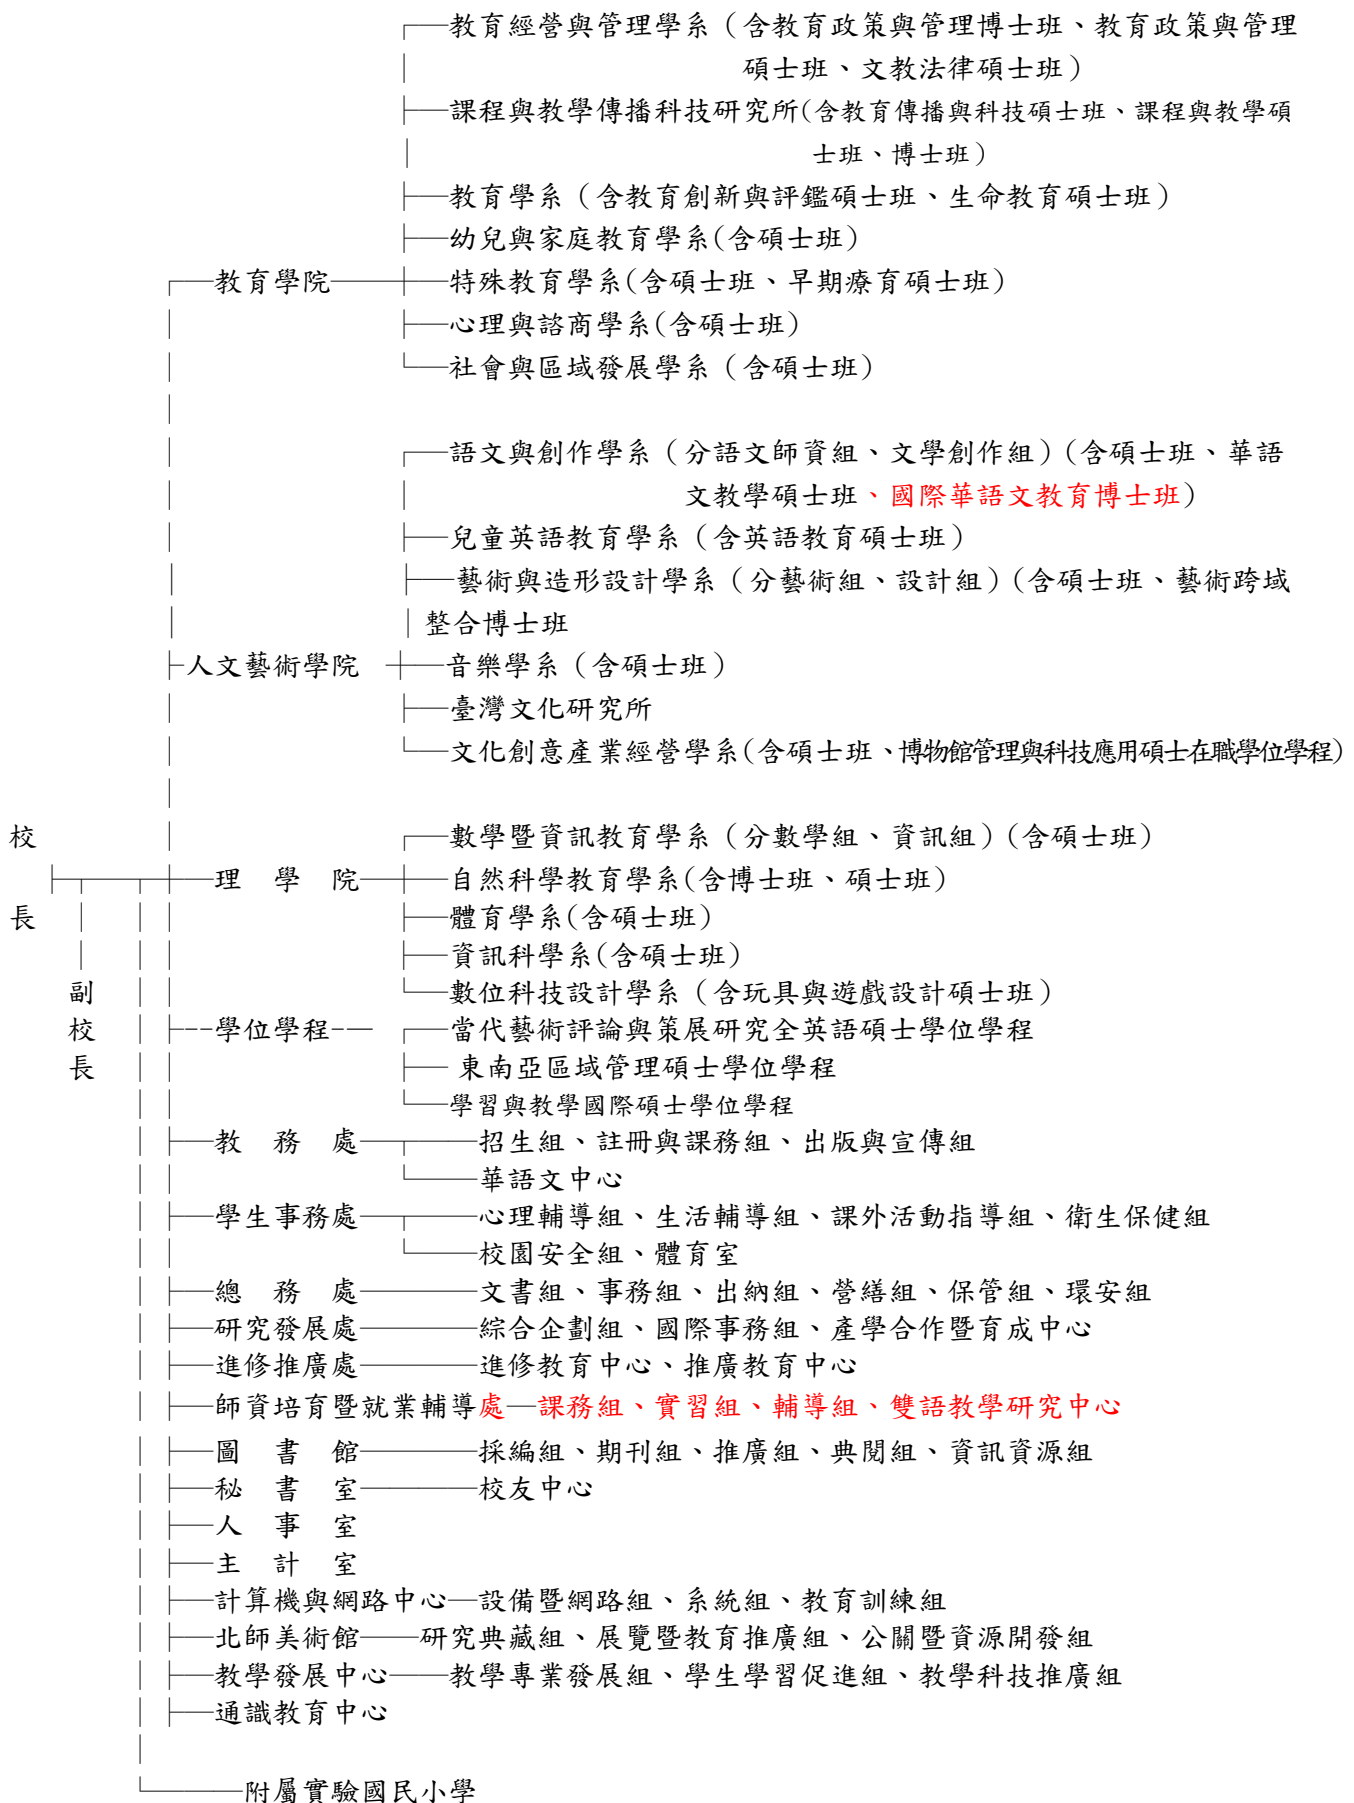 教育經營與管理學系（含教育政策與管理博士班、教育政策與管理
碩士班、文教法律碩士班）
課程與教學傳播科技研究所(含教育傳播與科技碩士班、課程與教學碩
士班、博士班)
教育學系（含教育創新與評鑑碩士班、生命教育碩士班）
幼兒與家庭教育學系(含碩士班)
教育學院 特殊教育學系(含碩士班、早期療育碩士班)
心理與諮商學系(含碩士班)
社會與區域發展學系（含碩士班）
語文與創作學系（分語文師資組、文學創作組）(含碩士班、華語
文教學碩士班、國際華語文教育博士班)
兒童英語教育學系（含英語教育碩士班）
藝術與造形設計學系（分藝術組、設計組）(含碩士班、藝術跨域
整合博士班
人文藝術學院 音樂學系（含碩士班）
臺灣文化研究所
文化創意產業經營學系(含碩士班、博物館管理與科技應用碩士在職學位學程)
校 數學暨資訊教育學系（分數學組、資訊組）(含碩士班)
理 學 院 自然科學教育學系(含博士班、碩士班)
長 體育學系(含碩士班)
資訊科學系(含碩士班)
副 數位科技設計學系（含玩具與遊戲設計碩士班）
校 學位學程 當代藝術評論與策展研究全英語碩士學位學程
長 東南亞區域管理碩士學位學程
學習與教學國際碩士學位學程
教 務 處 招生組、註冊與課務組、出版與宣傳組
華語文中心
學生事務處 心理輔導組、生活輔導組、課外活動指導組、衛生保健組
校園安全組、體育室
總 務 處 文書組、事務組、出納組、營繕組、保管組、環安組
研究發展處 綜合企劃組、國際事務組、產學合作暨育成中心
進修推廣處 進修教育中心、推廣教育中心
師資培育暨就業輔導處 課務組、實習組、輔導組、雙語教學研究中心
圖 書 館 採編組、期刊組、推廣組、典閱組、資訊資源組
秘 書 室 校友中心
人 事 室
主 計 室
計算機與網路中心 設備暨網路組、系統組、教育訓練組
北師美術館 研究典藏組、展覽暨教育推廣組、公關暨資源開發組
教學發展中心 教學專業發展組、學生學習促進組、教學科技推廣組
通識教育中心
附屬實驗國民小學